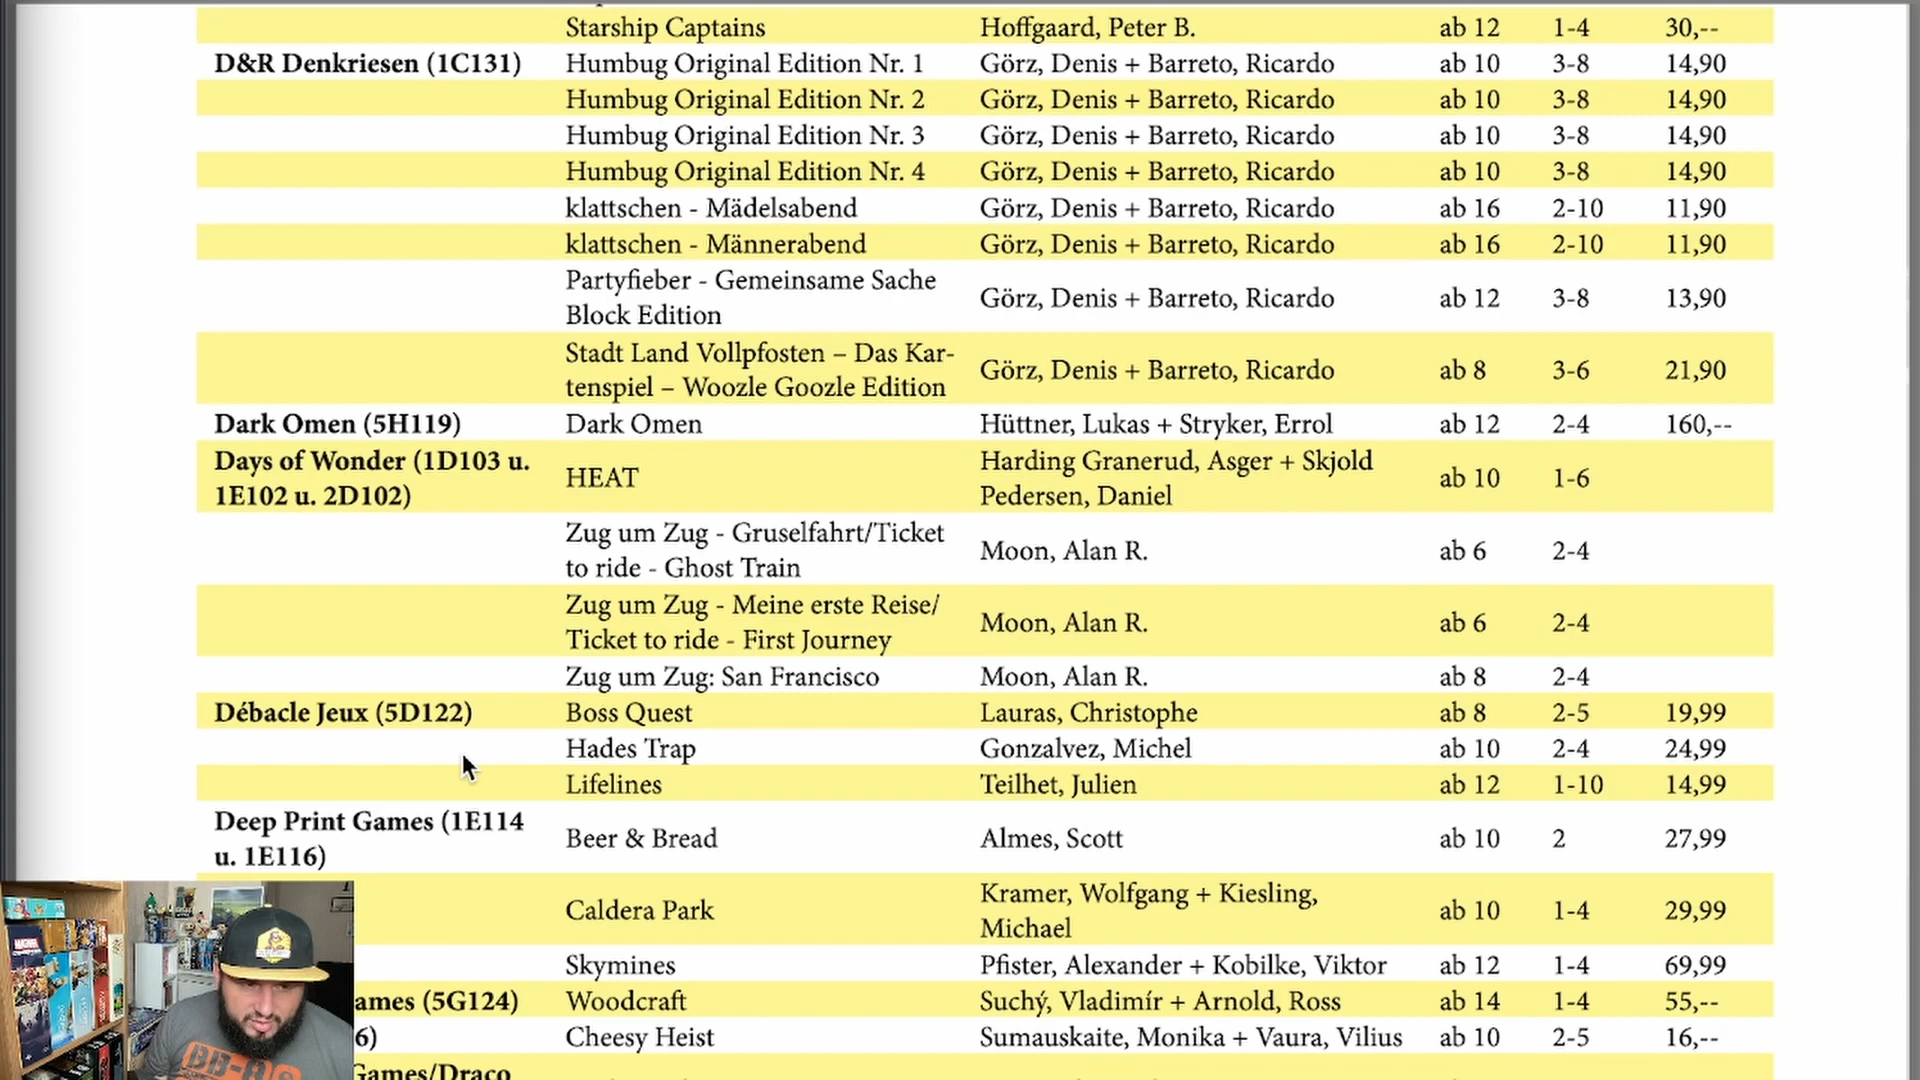 Starship Captains Hoffgaard, Peter B. ab 12 1-4 30,--
D&R Denkriesen (1C131) Humbug Original Edition Nr. 1 Görz, Denis + Barreto, Ricardo ab 10 3-8 14,90
Humbug Original Edition Nr. 2 Görz, Denis + Barreto, Ricardo ab 10 3-8 14,90
Humbug Original Edition Nr. 3 Görz, Denis + Barreto, Ricardo ab 10 3-8 14,90
Humbug Original Edition Nr. 4 Görz, Denis + Barreto, Ricardo ab 10 3-8 14,90
klattschen - Mädelsabend Görz, Denis + Barreto, Ricardo ab 16 2-10 11,90
klattschen - Männerabend Görz, Denis + Barreto, Ricardo ab 16 2-10 11,90
Partyfieber - Gemeinsame Sache
Block Edition Görz, Denis + Barreto, Ricardo ab 12 3-8 13,90
Stadt Land Vollpfosten – Das Kar-
tenspiel – Woozle Goozle Edition Görz, Denis + Barreto, Ricardo ab 8 3-6 21,90
Dark Omen (5H119) Dark Omen Hüttner, Lukas + Stryker, Errol ab 12 2-4 160,--
Days of Wonder (1D103 u.
1E102 u. 2D102) HEAT Harding Granerud, Asger + Skjold
Pedersen, Daniel ab 10 1-6
Zug um Zug - Gruselfahrt/Ticket
to ride - Ghost Train Moon, Alan R. ab 6 2-4
Zug um Zug - Meine erste Reise/
Ticket to ride - First Journey Moon, Alan R. ab 6 2-4
Zug um Zug: San Francisco Moon, Alan R. ab 8 2-4
Débacle Jeux (5D122) Boss Quest Lauras, Christophe ab 8 2-5 19,99
Hades Trap Gonzalvez, Michel ab 10 2-4 24,99
Lifelines Teilhet, Julien ab 12 1-10 14,99
Deep Print Games (1E114
u. 1E116) Beer & Bread Almes, Scott ab 10 2 27,99
Caldera Park Kramer, Wolfgang + Kiesling,
Michael ab 10 1-4 29,99
Skymines Pfister, Alexander + Kobilke, Viktor ab 12 1-4 69,99
ames (5G124) Woodcraft Suchý, Vladimír + Arnold, Ross ab 14 1-4 55,--
6) Cheesy Heist Sumauskaite, Monika + Vaura, Vilius ab 10 2-5 16,--
Games/Draco